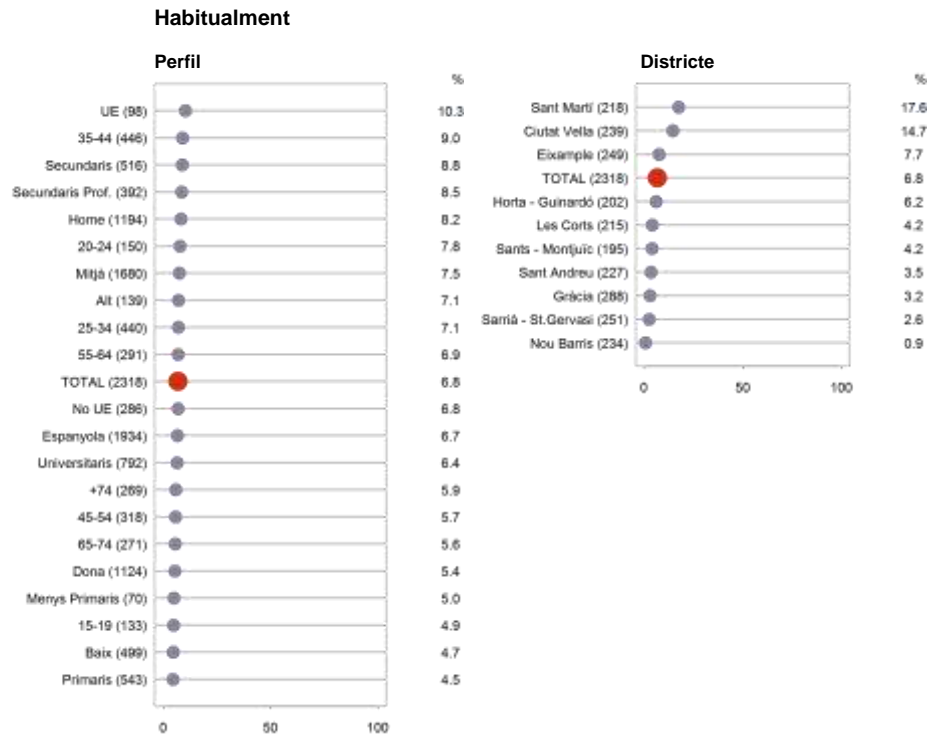 Habitualment
Perfil
%
UE (98) 10.3
35-44 (446) 9.0
Secundaris (516) 8.8
Secundaris Prof. (392) 8.5
Home (1194) 8.2
20-24 (150) 7.8
Mitjà (1680) 7.5
Alt (139) 7.1
25-34 (440) 7.1
55-64 (291) 6.9
TOTAL (2318) 6.8
No UE (286) 6.8
Espanyola (1934) 6.7
Universitaris (792) 6.4
+74 (269) 5.9
45-54 (318) 5.7
65-74 (271) 5.6
Dona (1124) 5.4
Menys Primaris (70) 5.0
15-19 (133) 4.9
Baix (499) 4.7
Primaris (543) 4.5
0 50 100
Districte
%
Sant Martí (218) 17.6
Ciutat Vella (239) 14.7
Eixample (249) 7.7
TOTAL (2318) 6.8
Horta - Guinardó (202) 6.2
Les Corts (215) 4.2
Sants - Montjuïc (195) 4.2
Sant Andreu (227) 3.5
Gràcia (288) 3.2
Sarrià - St.Gervasi (251) 2.6
Nou Barris (234) 0.9
0 50 100